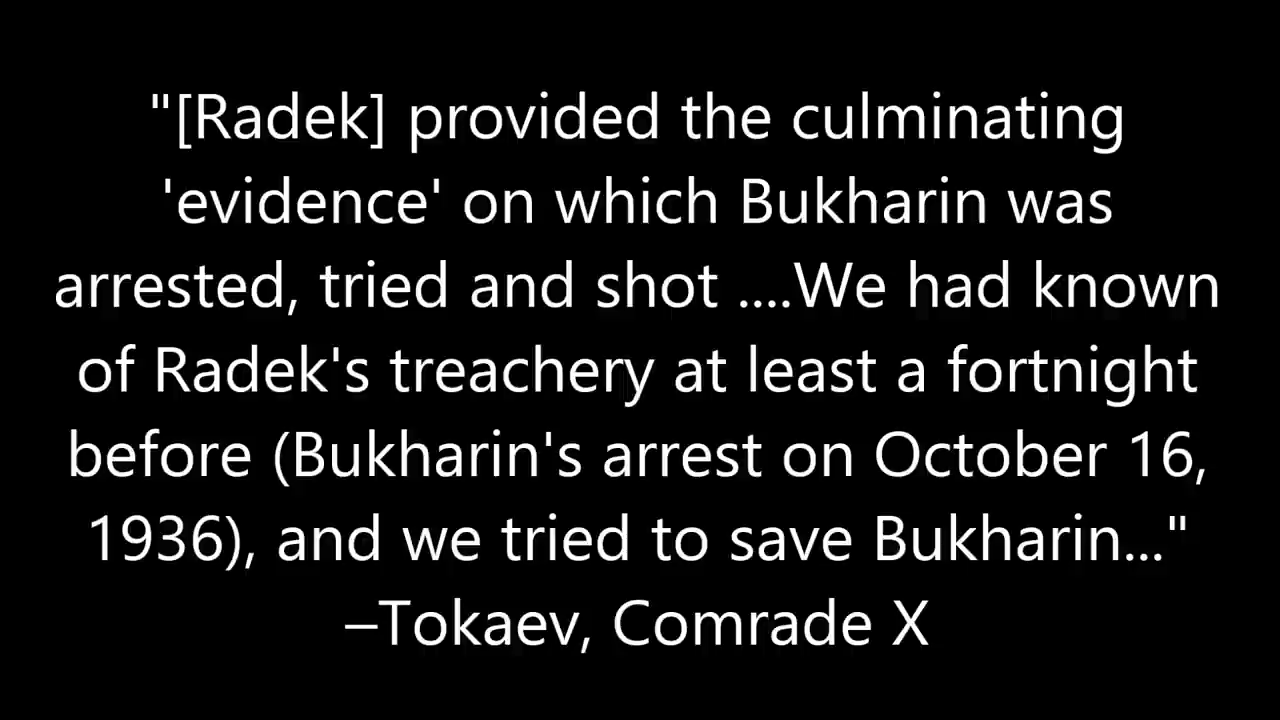 "[Radek] provided the culminating
'evidence' on which Bukharin was
arrested, tried and shot ....We had known
of Radek's treachery at least a fortnight
before (Bukharin's arrest on October 16,
1936), and we tried to save Bukharin..."
–Tokaev, Comrade X